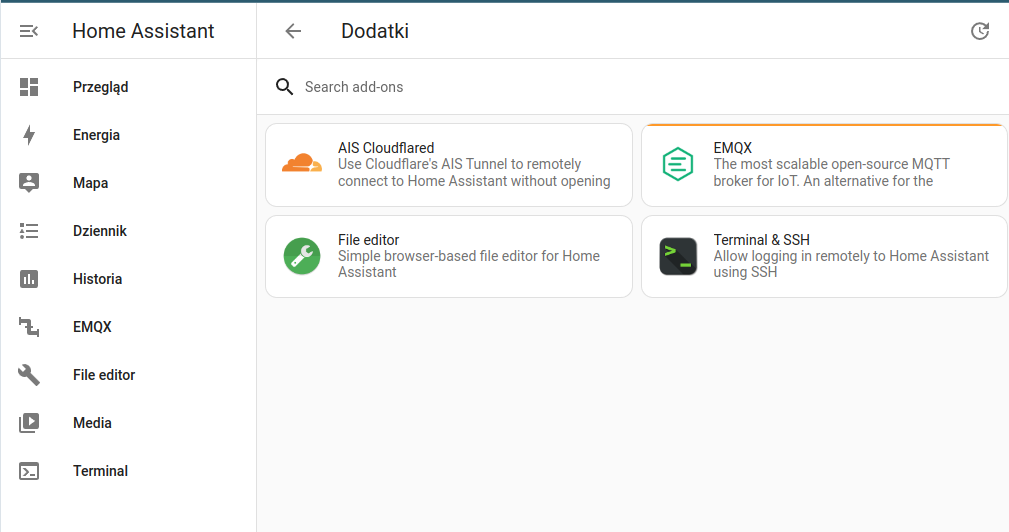 Home Assistant
Dodatki
Search add-ons
Przegląd
Energia
Mapa
Dziennik
Historia
EMQX
File editor
Media
Terminal
AIS Cloudflared
Use Cloudflare's AIS Tunnel to remotely
connect to Home Assistant without opening
EMQX
The most scalable open-source MQTT
broker for IoT. An alternative for the
File editor
Simple browser-based file editor for Home
Assistant
Terminal & SSH
Allow logging in remotely to Home Assistant
using SSH